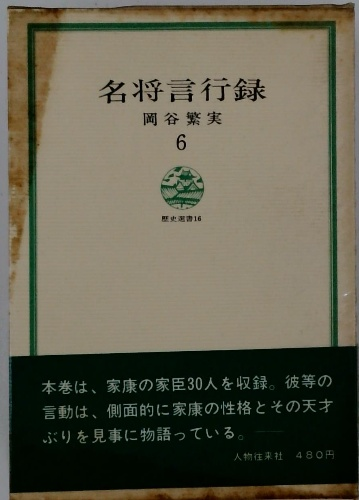 名将言行録
岡谷繁実
6
歴史選書16
本巻は、家康の家臣30人を収録。彼等の
言動は、側面的に家康の性格とその天才
ぶりを見事に物語っている。――
人物往来社 480円